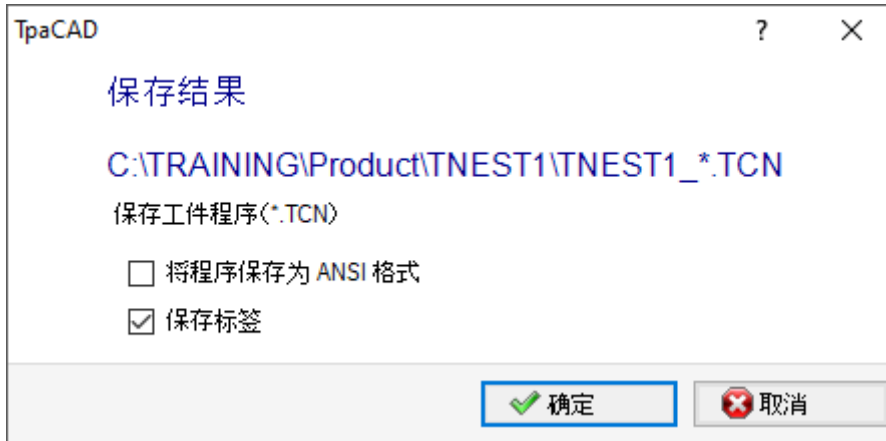 TpaCAD ?
保存结果
C:\TRAINING\Product\TNEST1\TNEST1_*.TCN
保存工件程序(*.TCN)
将程序保存为 ANSI 格式
保存标签
确定 取消